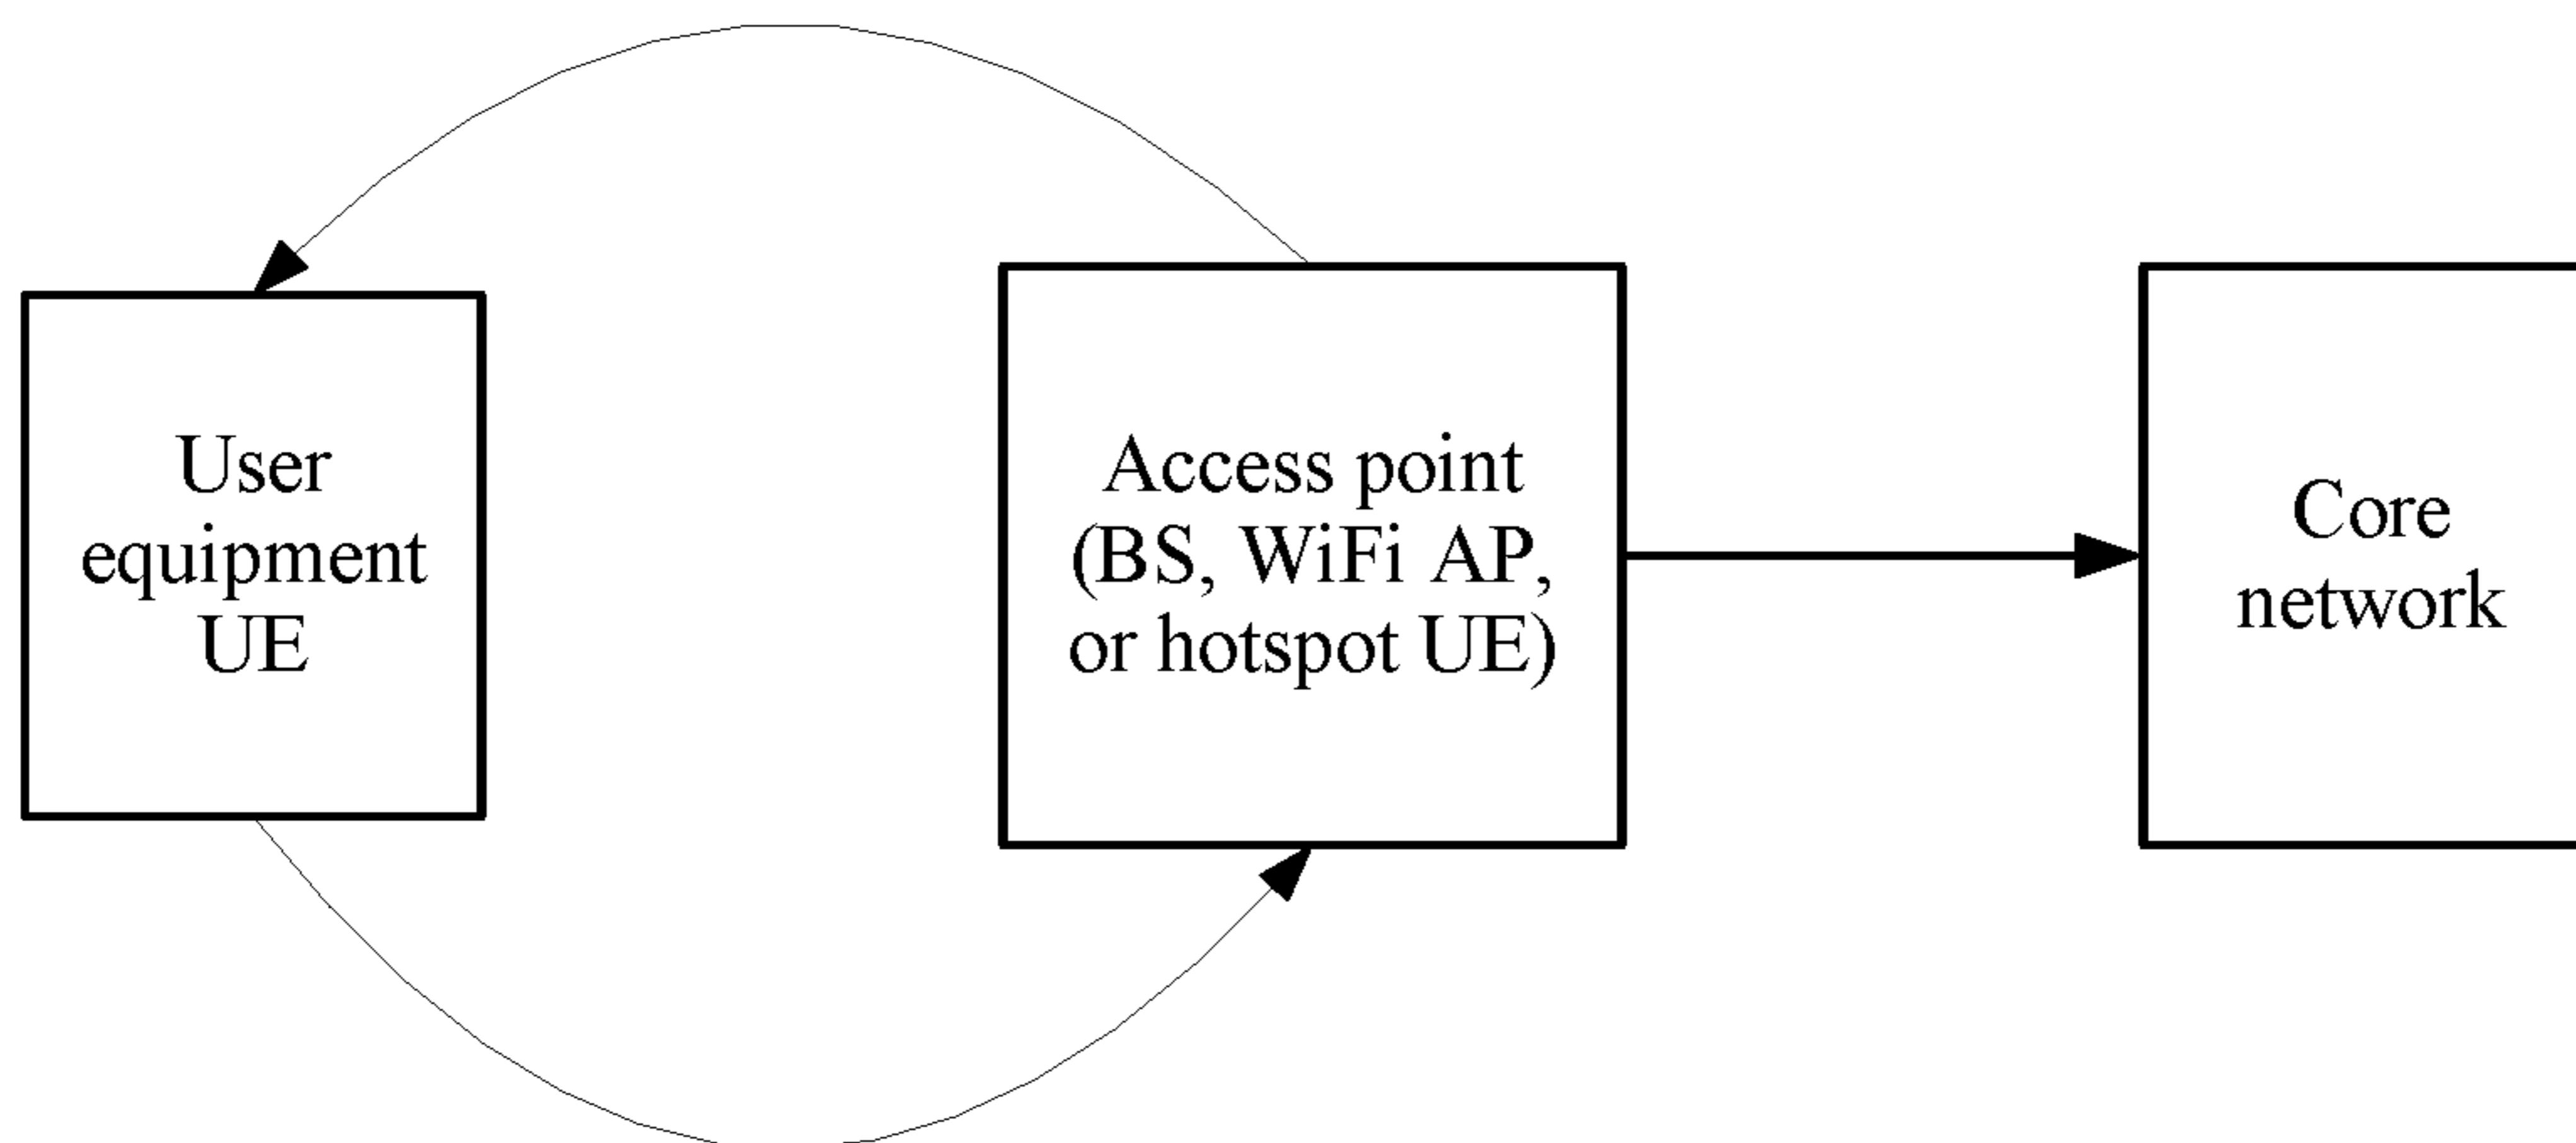 User
equipment
UE
Access point
(BS, WiFi AP,
or hotspot UE)
Core
network